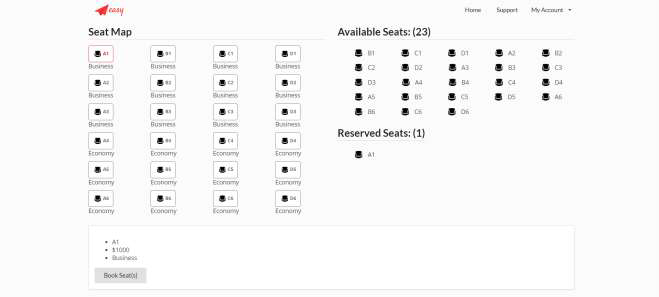 easy
Home Support My Account
Seat Map
A1 B1 C1 D1
Business Business Business Business
A2 B2 C2 D2
Business Business Business Business
A3 B3 C3 D3
Business Business Business Business
A4 B4 C4 D4
Economy Economy Economy Economy
A5 B5 C5 D5
Economy Economy Economy Economy
A6 B6 C6 D6
Economy Economy Economy Economy
Available Seats: (23)
B1 C1 D1 A2 B2
C2 D2 A3 B3 C3
D3 A4 B4 C4 D4
A5 B5 C5 D5 A6
B6 C6 D6
Reserved Seats: (1)
A1
A1
$1000
Business
Book Seat(s)